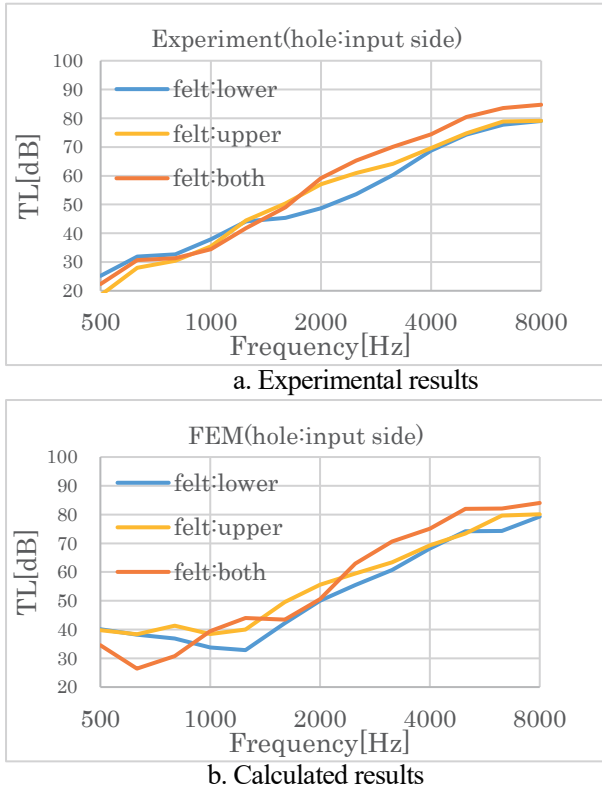 Experiment(hole:input side)
100
90
80
70
60
50
40
30
20
TL[dB]
felt:lower
felt:upper
felt:both
500 1000 2000 4000 8000
Frequency[Hz]
a. Experimental results
FEM(hole:input side)
100
90
80
70
60
50
40
30
20
TL[dB]
felt:lower
felt:upper
felt:both
500 1000 2000 4000 8000
Frequency[Hz]
b. Calculated results